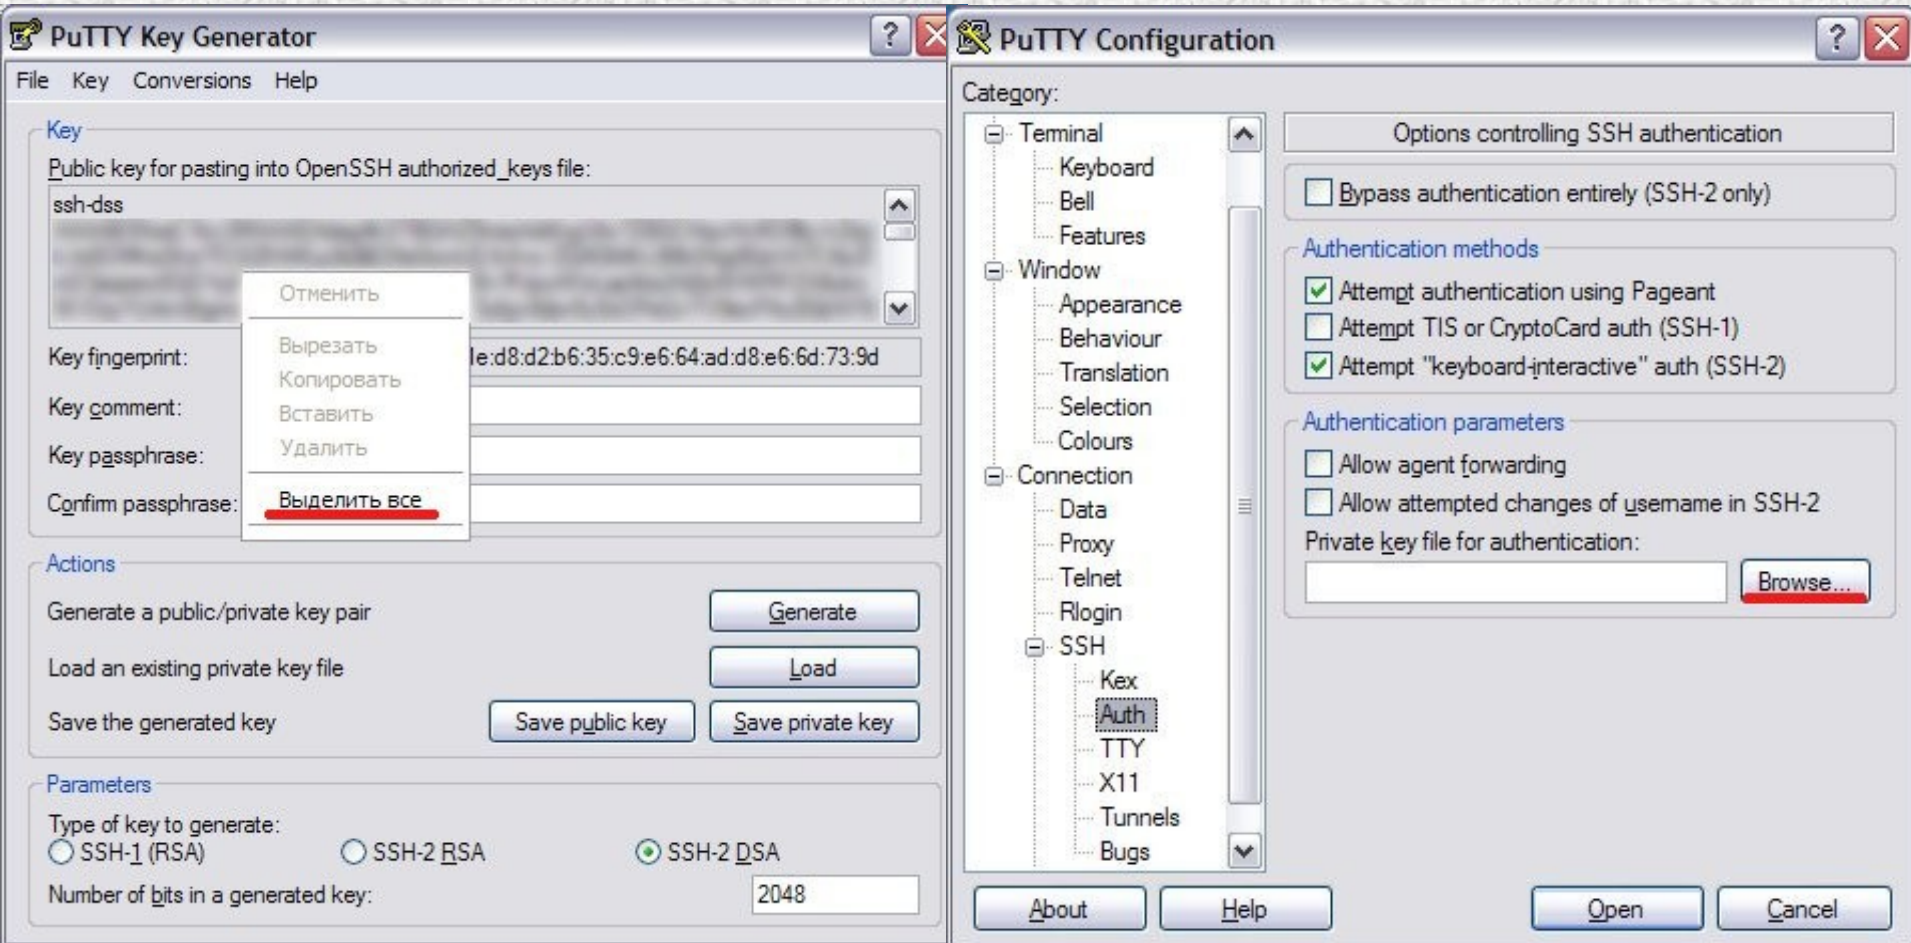 PuTTY Key Generator
File Key Conversions Help
Key
Public key for pasting into OpenSSH authorized_keys file:
ssh-dss
Отменить
Вырезать
Копировать
Вставить
Удалить
Выделить все
Key fingerprint:
d8:d2:b6:35:c9:e6:64:ad:d8:e6:6d:73:9d
Key comment:
Key passphrase:
Confirm passphrase:
Actions
Generate a public/private key pair
Generate
Load an existing private key file
Load
Save the generated key
Save public key
Save private key
Parameters
Type of key to generate:
SSH-1 (RSA)
SSH-2 RSA
SSH-2 DSA
Number of bits in a generated key:
2048
PuTTY Configuration
Category:
Terminal
Keyboard
Bell
Features
Window
Appearance
Behaviour
Translation
Selection
Colours
Connection
Data
Proxy
Telnet
Rlogin
SSH
Kex
Auth
TTY
X11
Tunnels
Bugs
Options controlling SSH authentication
Bypass authentication entirely (SSH-2 only)
Authentication methods
Attempt authentication using Pageant
Attempt TIS or CryptoCard auth (SSH-1)
Attempt "keyboard-interactive" auth (SSH-2)
Authentication parameters
Allow agent forwarding
Allow attempted changes of username in SSH-2
Private key file for authentication:
Browse...
About
Help
Open
Cancel